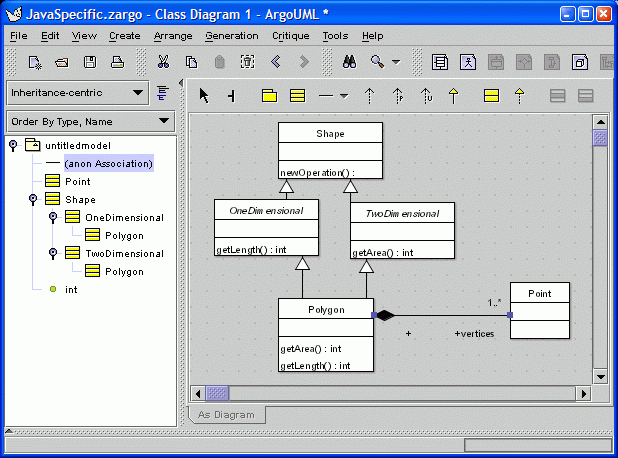 JavaSpecific.zargo - Class Diagram 1 - ArgoUML *
File Edit View Create Arrange Generation Critique Tools Help
Inheritance-centric
Order By Type, Name
untitledmodel
(anon Association)
Point
Shape
OneDimensional
Polygon
TwoDimensional
Polygon
int
P
U
Shape
newOperation() :
OneDimensional
getLength() : int
TwoDimensional
getArea() : int
Polygon
getArea() : int
getLength() : int
1..*
+
+vertices
Point
As Diagram